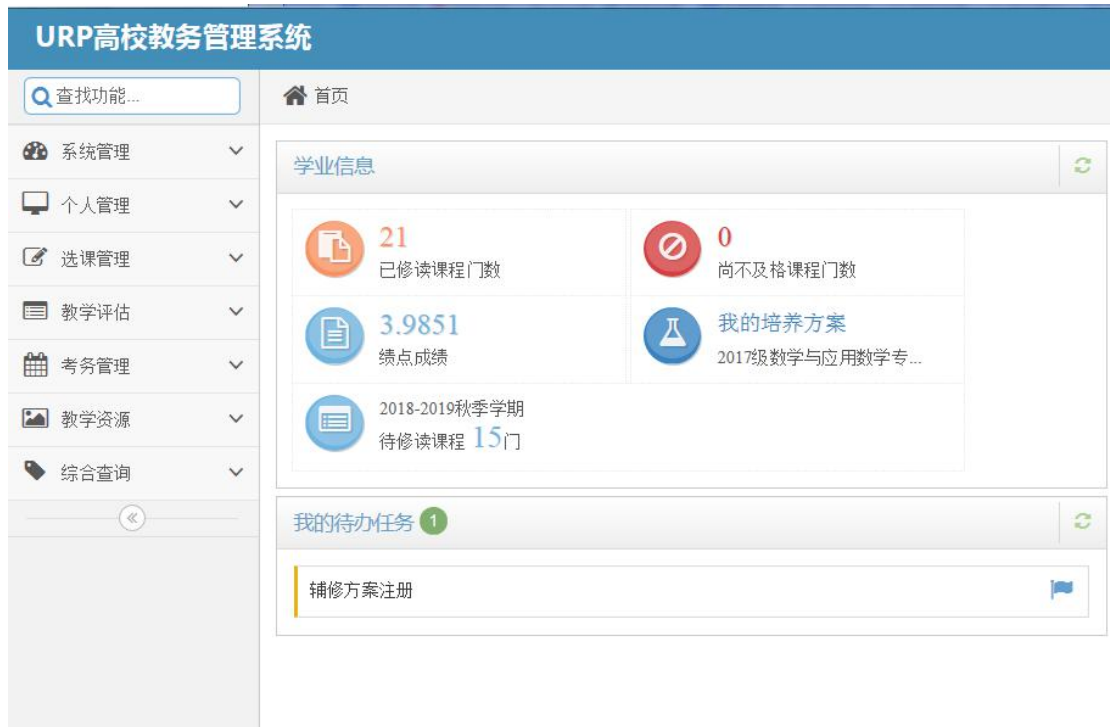 URP高校教务管理系统
查找功能...
首页
系统管理
个人管理
选课管理
教学评估
考务管理
教学资源
综合查询
学业信息
21
已修读课程门数
0
尚不及格课程门数
3.9851
绩点成绩
我的培养方案
2017级数学与应用数学专...
2018-2019秋季学期
待修读课程 15门
我的待办任务 1
辅修方案注册